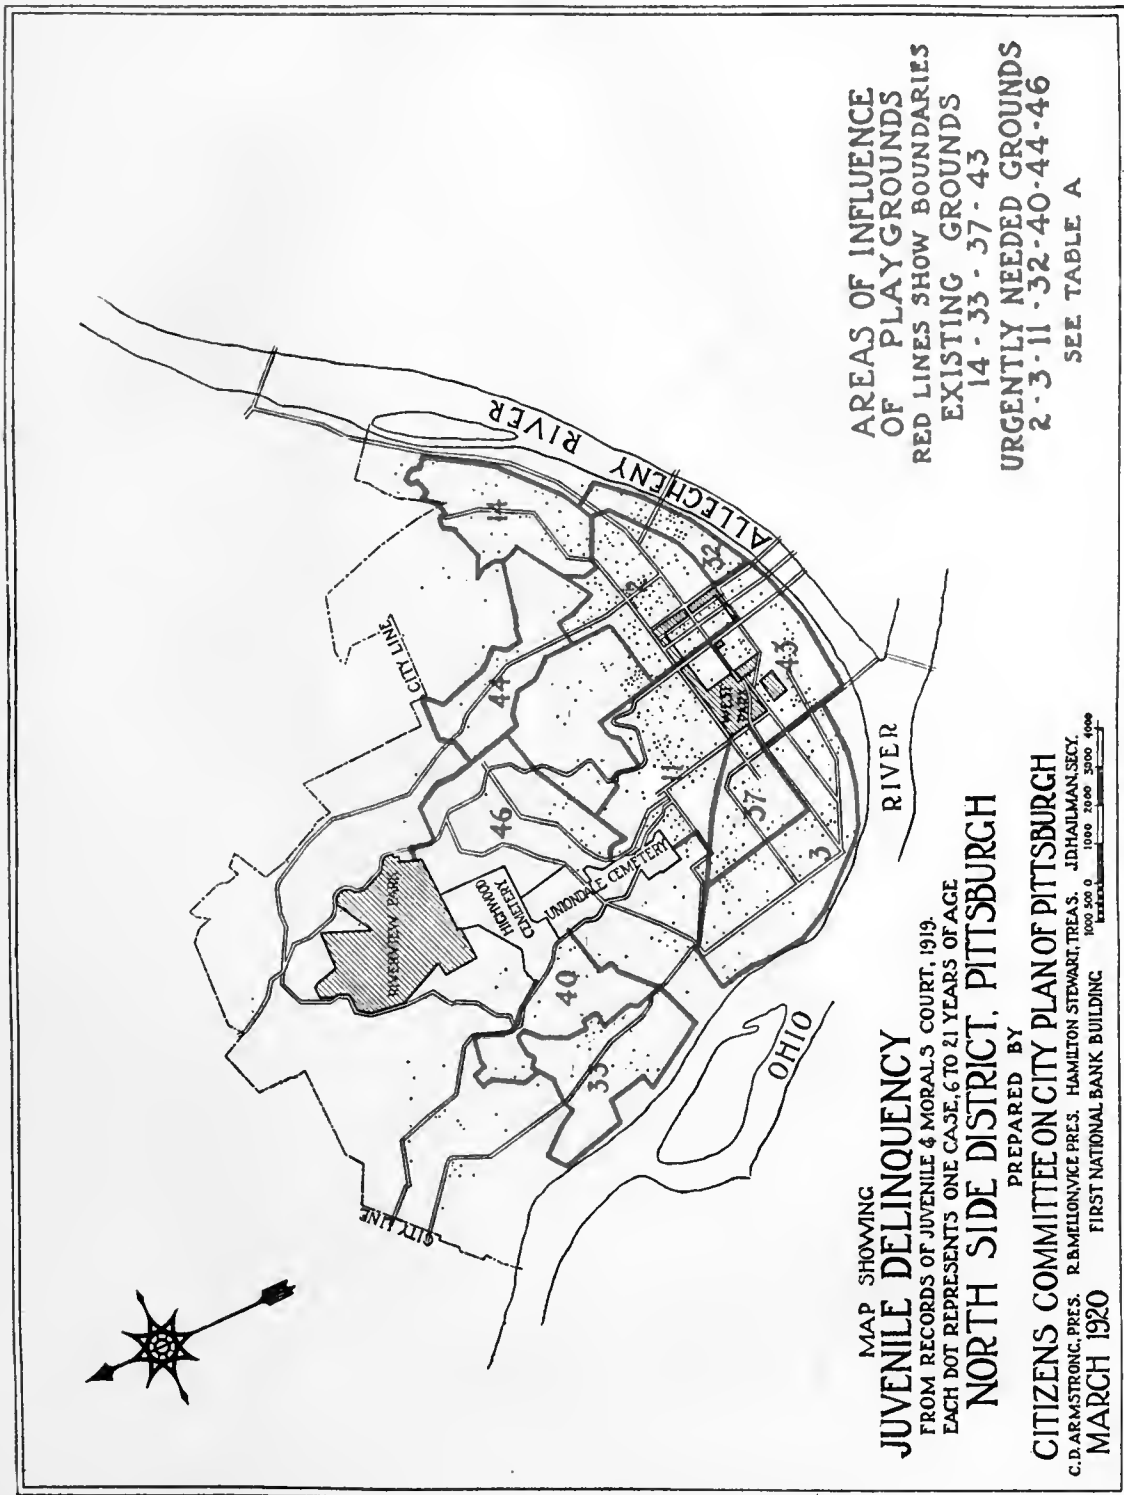 MAP SHOWING
JUVENILE DELINQUENCY
FROM RECORDS OF JUVENILE & MORALS COURT, 1919.
EACH DOT REPRESENTS ONE CASE, 6 TO 21 YEARS OF AGE
NORTH SIDE DISTRICT, PITTSBURGH
PREPARED BY
CITIZENS COMMITTEE ON CITY PLAN OF PITTSBURGH
C.D. ARMSTRONG, PRES. R.B. MELLON, VICE PRES. HAMILTON STEWART, TREAS. J.D. HAILMAN, SECY.
MARCH 1920 FIRST NATIONAL BANK BUILDING
1000 500 0 1000 2000 3000 4000
AREAS OF INFLUENCE
OF PLAYGROUNDS
RED LINES SHOW BOUNDARIES
EXISTING GROUNDS
14 - 33 - 37 - 43
URGENTLY NEEDED GROUNDS
2 - 3 - 11 - 32 - 40 - 44 - 46
SEE TABLE A
CITY LINE
CITY LINE
CITY LINE
RIVERVIEW PARK
HIGHWOOD
CEMETERY
UNIONDALE CEMETERY
WEST
PARK
ALLEGHENY RIVER
OHIO
RIVER
33
40
46
44
14
2
32
43
11
37
3